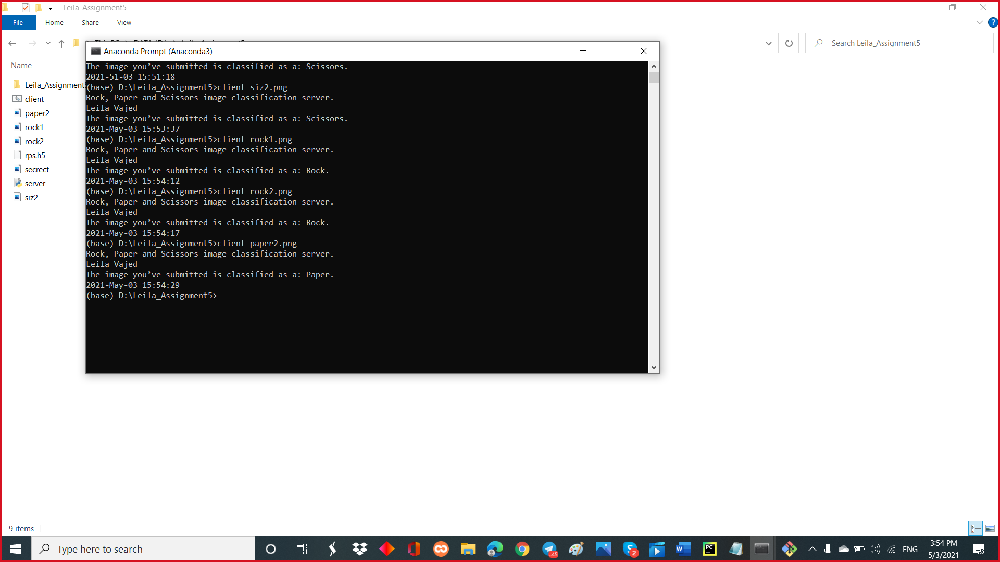 Leila_Assignment5
File
Home
Share
View
Search Leila_Assignment5
Name
Leila_Assignment5
client
paper2
rock1
rock2
rps.h5
secrect
server
siz2
Anaconda Prompt (Anaconda3)
The image you’ve submitted is classified as a: Scissors.
2021-51-03 15:51:18
(base) D:\Leila_Assignment5>client siz2.png
Rock, Paper and Scissors image classification server.
Leila Vajed
The image you’ve submitted is classified as a: Scissors.
2021-May-03 15:53:37
(base) D:\Leila_Assignment5>client rock1.png
Rock, Paper and Scissors image classification server.
Leila Vajed
The image you’ve submitted is classified as a: Rock.
2021-May-03 15:54:12
(base) D:\Leila_Assignment5>client rock2.png
Rock, Paper and Scissors image classification server.
Leila Vajed
The image you’ve submitted is classified as a: Rock.
2021-May-03 15:54:17
(base) D:\Leila_Assignment5>client paper2.png
Rock, Paper and Scissors image classification server.
Leila Vajed
The image you’ve submitted is classified as a: Paper.
2021-May-03 15:54:29
(base) D:\Leila_Assignment5>
9 items
Type here to search
45
2
W
PC
ENG
3:54 PM
5/3/2021